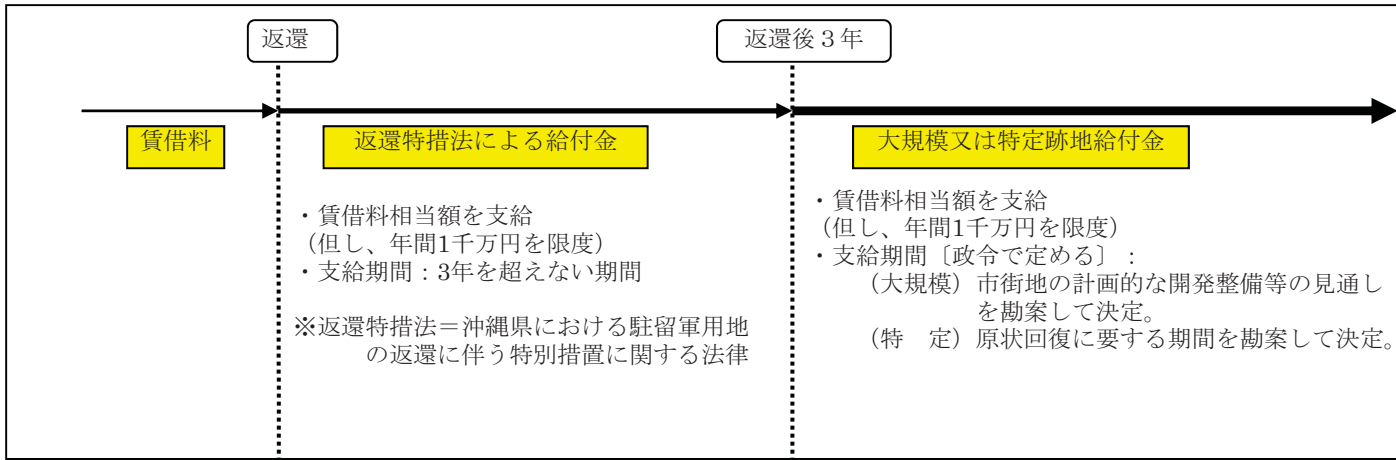 返還
返還後３年
賃借料
返還特措法による給付金
大規模又は特定跡地給付金
・賃借料相当額を支給
（但し、年間1千万円を限度）
・支給期間：3年を超えない期間
※返還特措法＝沖縄県における駐留軍用地
の返還に伴う特別措置に関する法律
・賃借料相当額を支給
（但し、年間1千万円を限度）
・支給期間〔政令で定める〕：
（大規模）市街地の計画的な開発整備等の見通し
を勘案して決定。
（特　定）原状回復に要する期間を勘案して決定。